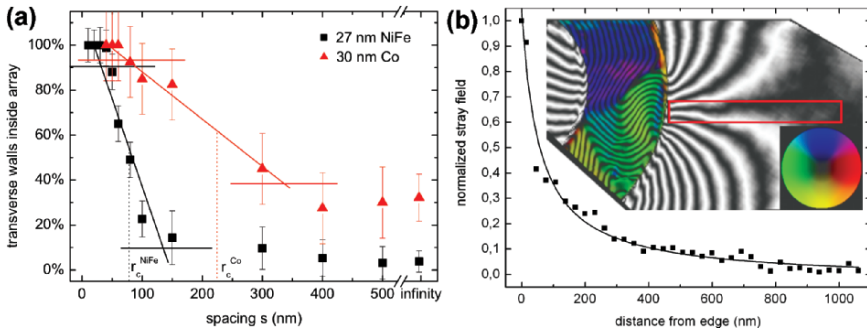 (a)
transverse walls inside array
100%
80%
60%
40%
20%
0%
27 nm NiFe
30 nm Co
r_c^NiFe
r_c^Co
0 100 200 300 400 500 infinity
spacing s (nm)
(b)
normalized stray field
1,0
0,9
0,8
0,7
0,6
0,5
0,4
0,3
0,2
0,1
0,0
0 200 400 600 800 1000
distance from edge (nm)